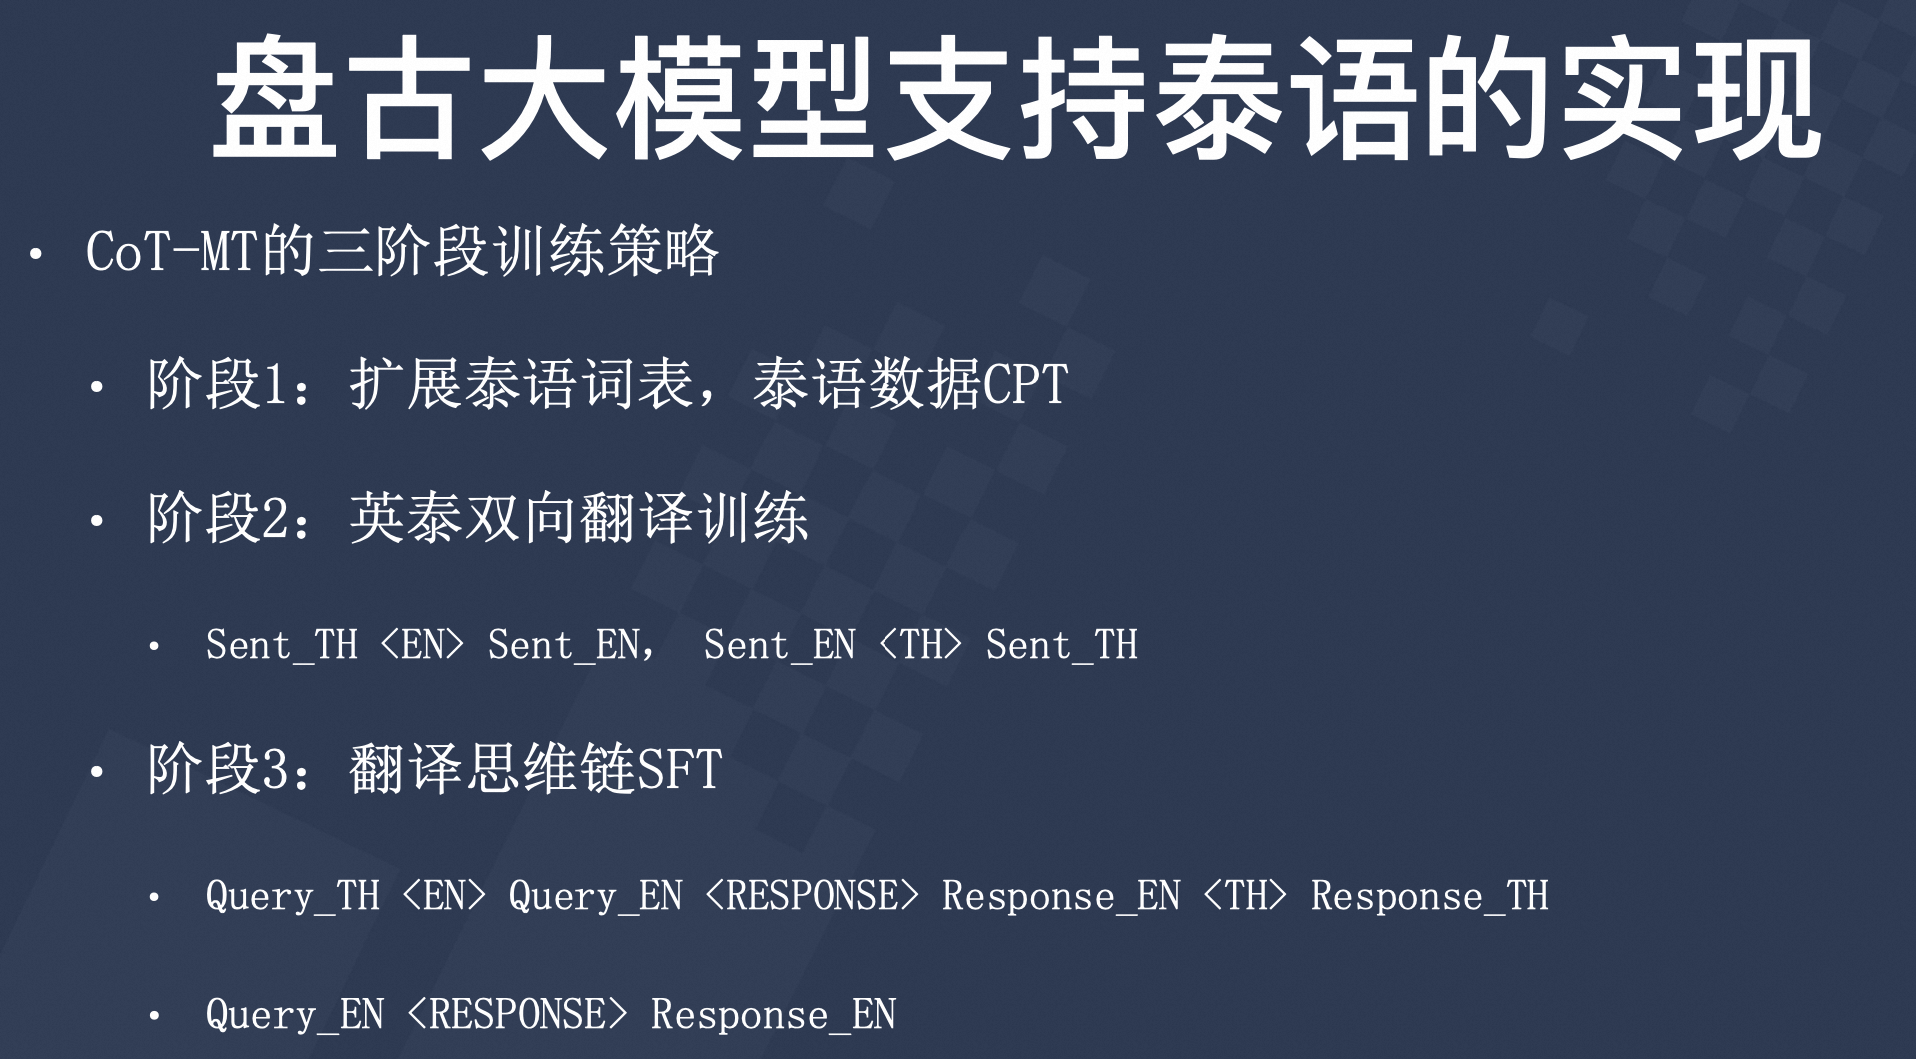 盘古大模型支持泰语的实现
• CoT-MT的三阶段训练策略
• 阶段1：扩展泰语词表，泰语数据CPT
• 阶段2：英泰双向翻译训练
• Sent_TH <EN> Sent_EN， Sent_EN <TH> Sent_TH
• 阶段3：翻译思维链SFT
• Query_TH <EN> Query_EN <RESPONSE> Response_EN <TH> Response_TH
• Query_EN <RESPONSE> Response_EN